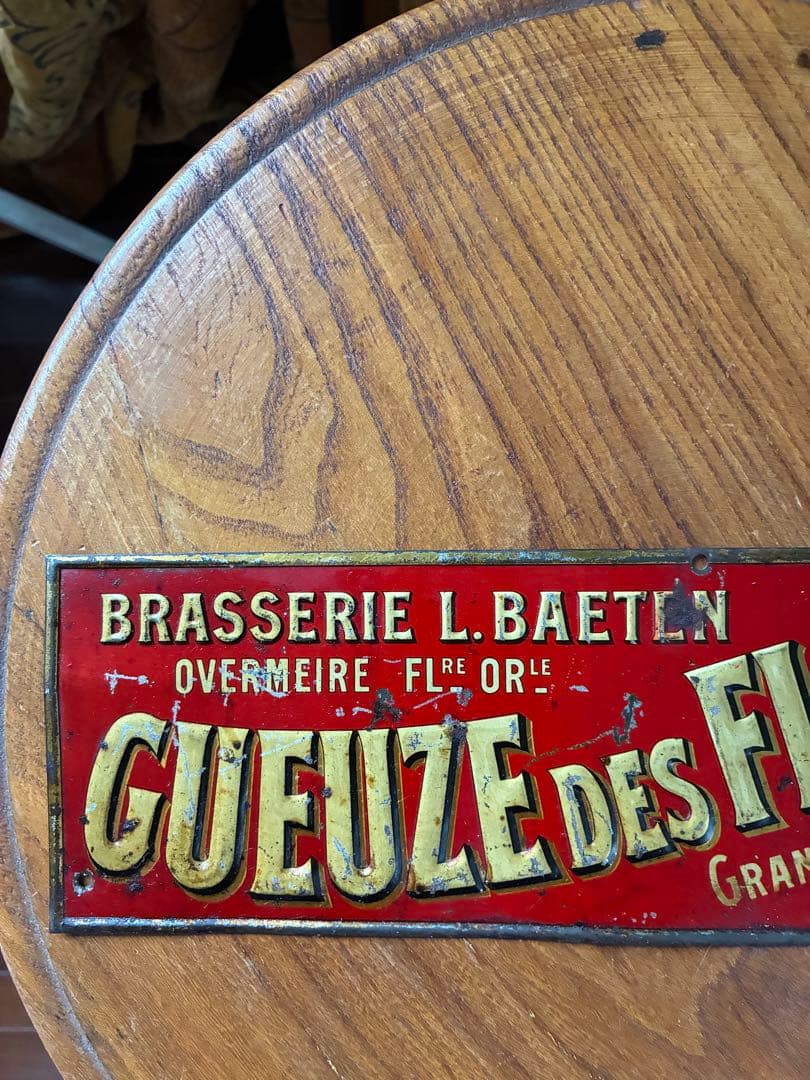 BRASSERIE L. BAETEN
OVERMEIRE FLRE ORLE
GUEUZE DES FL
GRAN